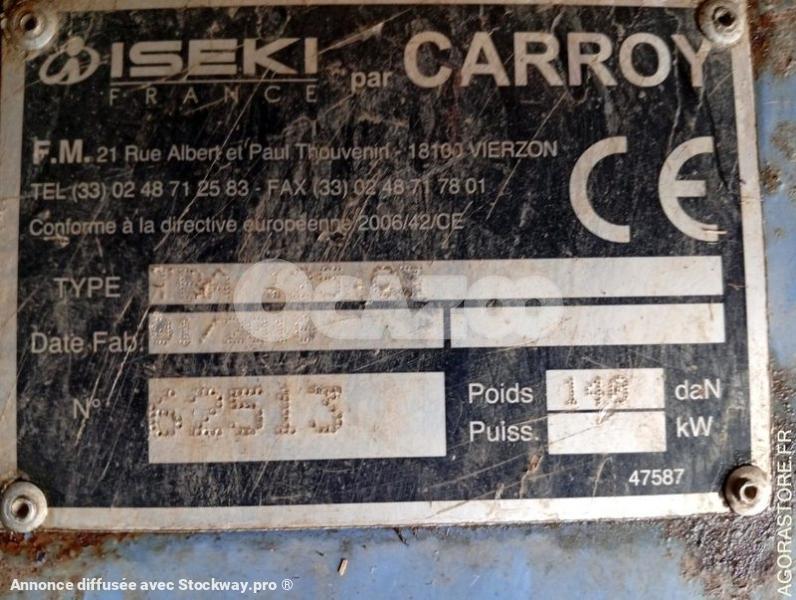 ISEKI par CARROY
FRANCE
F.M. 21 Rue Albert et Paul Thouvenin - 18100 VIERZON
TEL (33) 02 48 71 25 83 - FAX (33) 02 48 71 78 01
Conforme à la directive européenne 2006/42/CE
CE
TYPE
OCAZOO
Date Fab.
N° 62513
Poids 140 daN
Puiss. kW
47587
AGORASTORE.FR
Annonce diffusée avec Stockway.pro ®